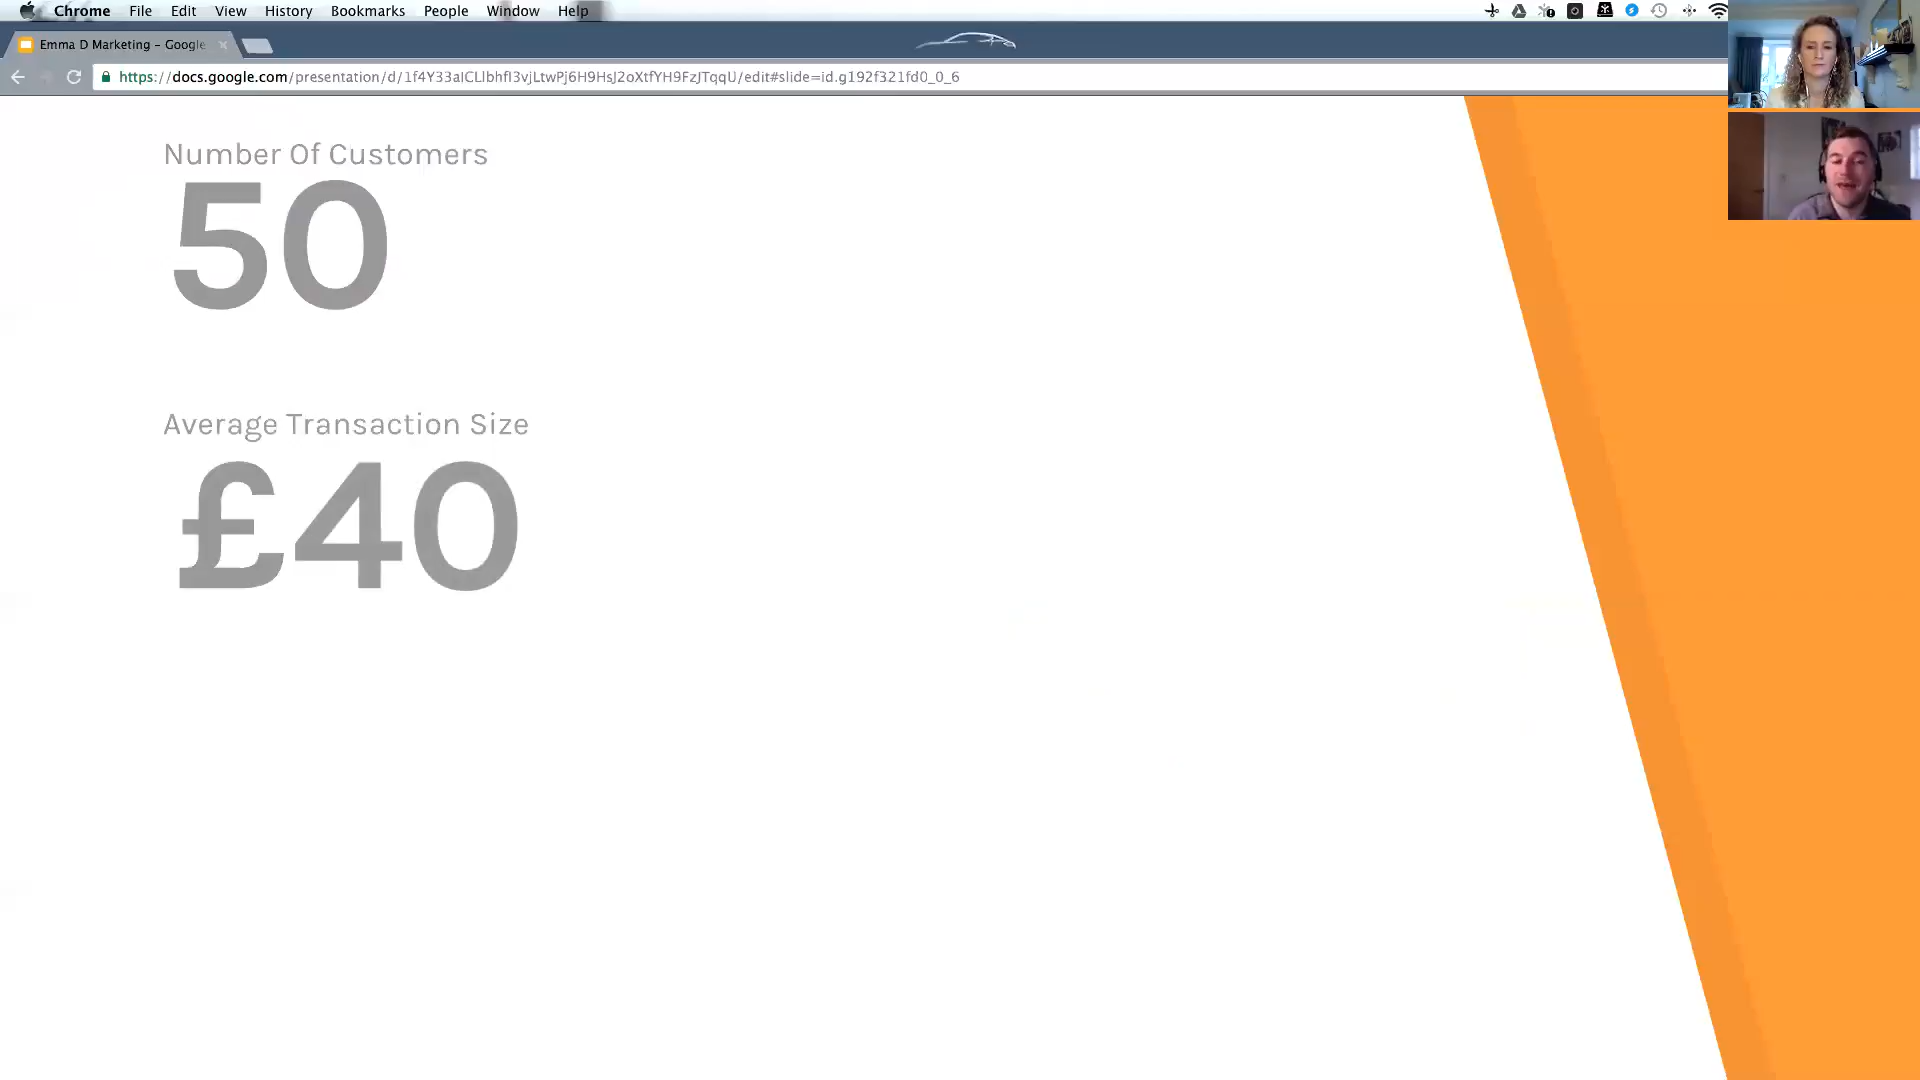 Chrome File Edit View History Bookmarks People Window Help
Emma D Marketing - Google
https://docs.google.com/presentation/d/1f4Y33alCLlbhfI3vjLtwPj6H9HsJ2oXtfYH9FzJTqqU/edit#slide=id.g192f321fd0_0_6
Number Of Customers
50
Average Transaction Size
£40